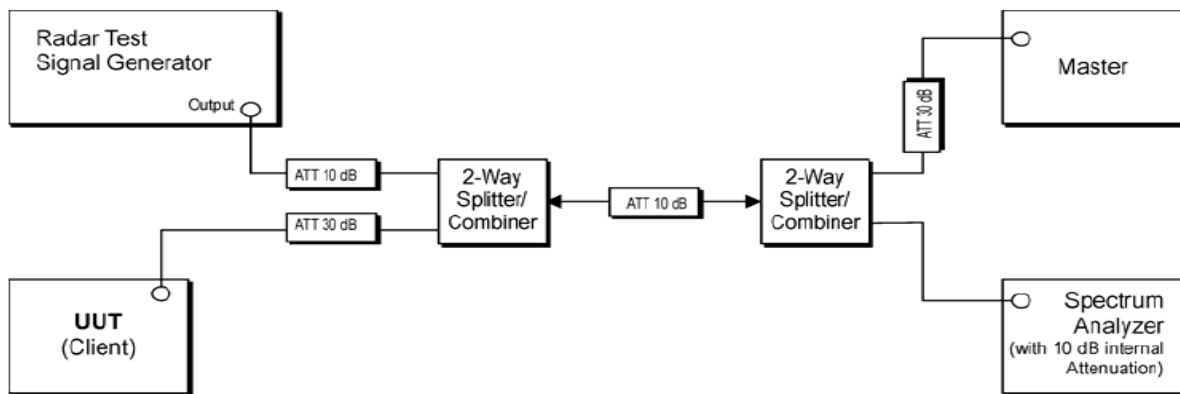 Radar Test
Signal Generator
Output
ATT 10 dB
ATT 30 dB
2-Way
Splitter/
Combiner
ATT 10 dB
2-Way
Splitter/
Combiner
ATT 30 dB
Master
UUT
(Client)
Spectrum
Analyzer
(with 10 dB internal
Attenuation)